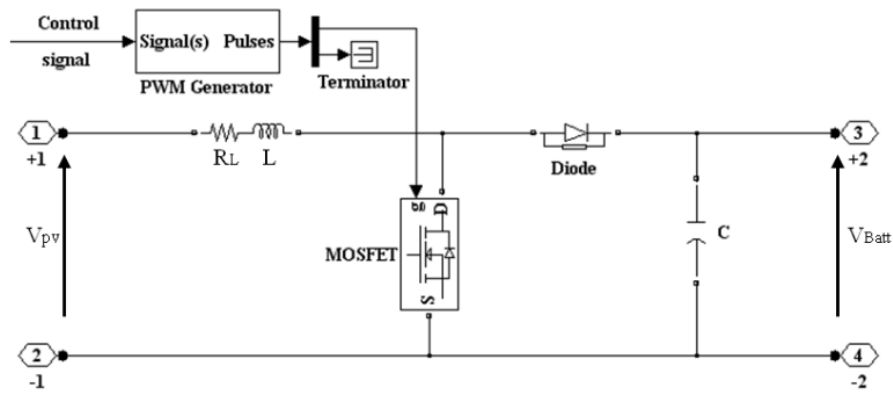 Control
signal
Signal(s) Pulses
PWM Generator
Terminator
1
+1
RL L
Diode
3
+2
Vpv
g D
MOSFET
S
C
VBatt
2
-1
4
-2